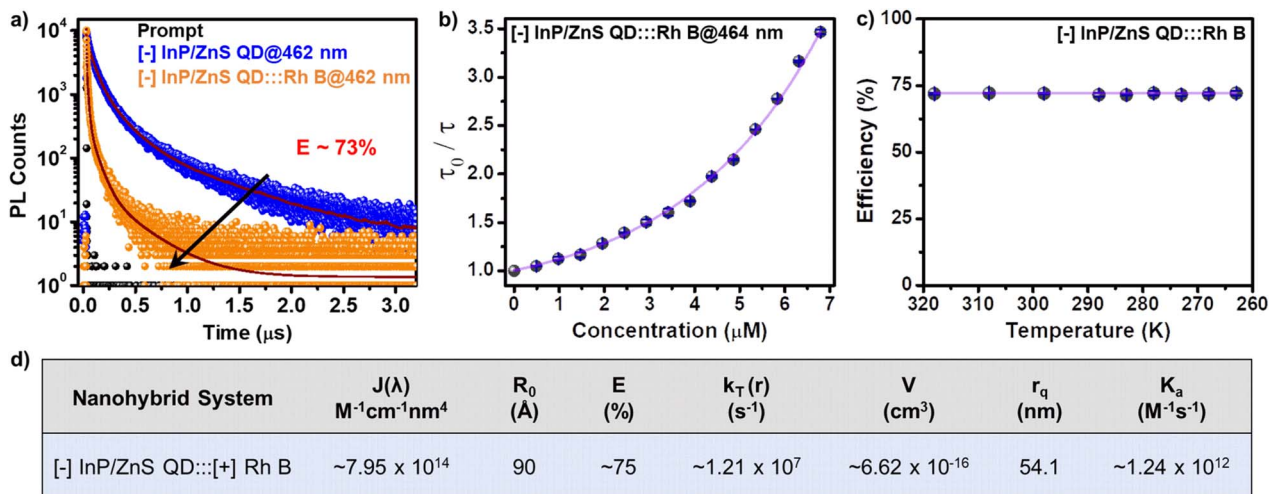 a)
Prompt
[-] InP/ZnS QD@462 nm
[-] InP/ZnS QD:::Rh B@462 nm
E ~ 73%
PL Counts
10⁴
10³
10²
10¹
10⁰
0.0 0.5 1.0 1.5 2.0 2.5 3.0
Time (μs)
b)
[-] InP/ZnS QD:::Rh B@464 nm
τ₀ / τ
3.5
3.0
2.5
2.0
1.5
1.0
0 1 2 3 4 5 6 7
Concentration (μM)
c)
[-] InP/ZnS QD:::Rh B
Efficiency (%)
100
75
50
25
0
320 310 300 290 280 270 260
Temperature (K)
d)
Nanohybrid System J(λ) M⁻¹cm⁻¹nm⁴ R₀ (Å) E (%) k_T (r) (s⁻¹) V (cm³) r_q (nm) K_a (M⁻¹s⁻¹)
[-] InP/ZnS QD:::[+] Rh B ~7.95 x 10¹⁴ 90 ~75 ~1.21 x 10⁷ ~6.62 x 10⁻¹⁶ 54.1 ~1.24 x 10¹²